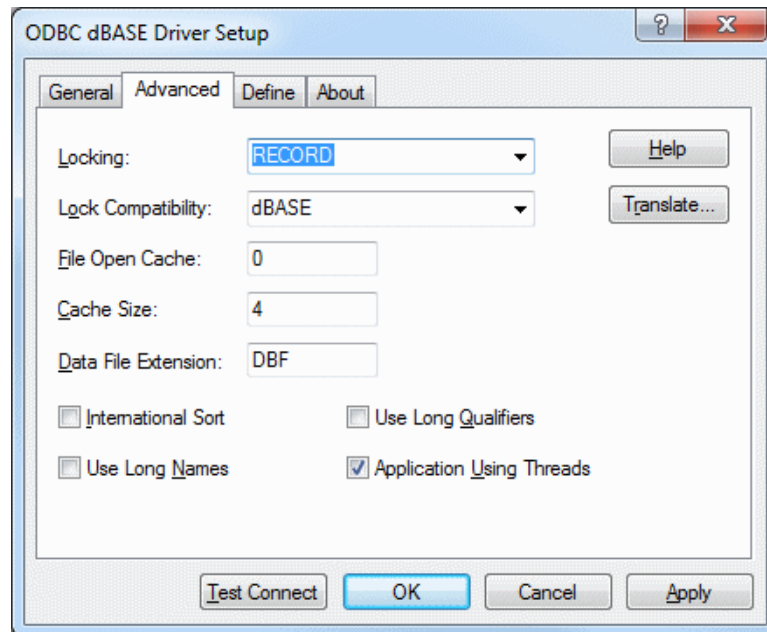 ODBC dBASE Driver Setup
General Advanced Define About
Locking: RECORD Help
Lock Compatibility: dBASE Translate...
File Open Cache: 0
Cache Size: 4
Data File Extension: DBF
International Sort Use Long Qualifiers
Use Long Names Application Using Threads
Test Connect OK Cancel Apply